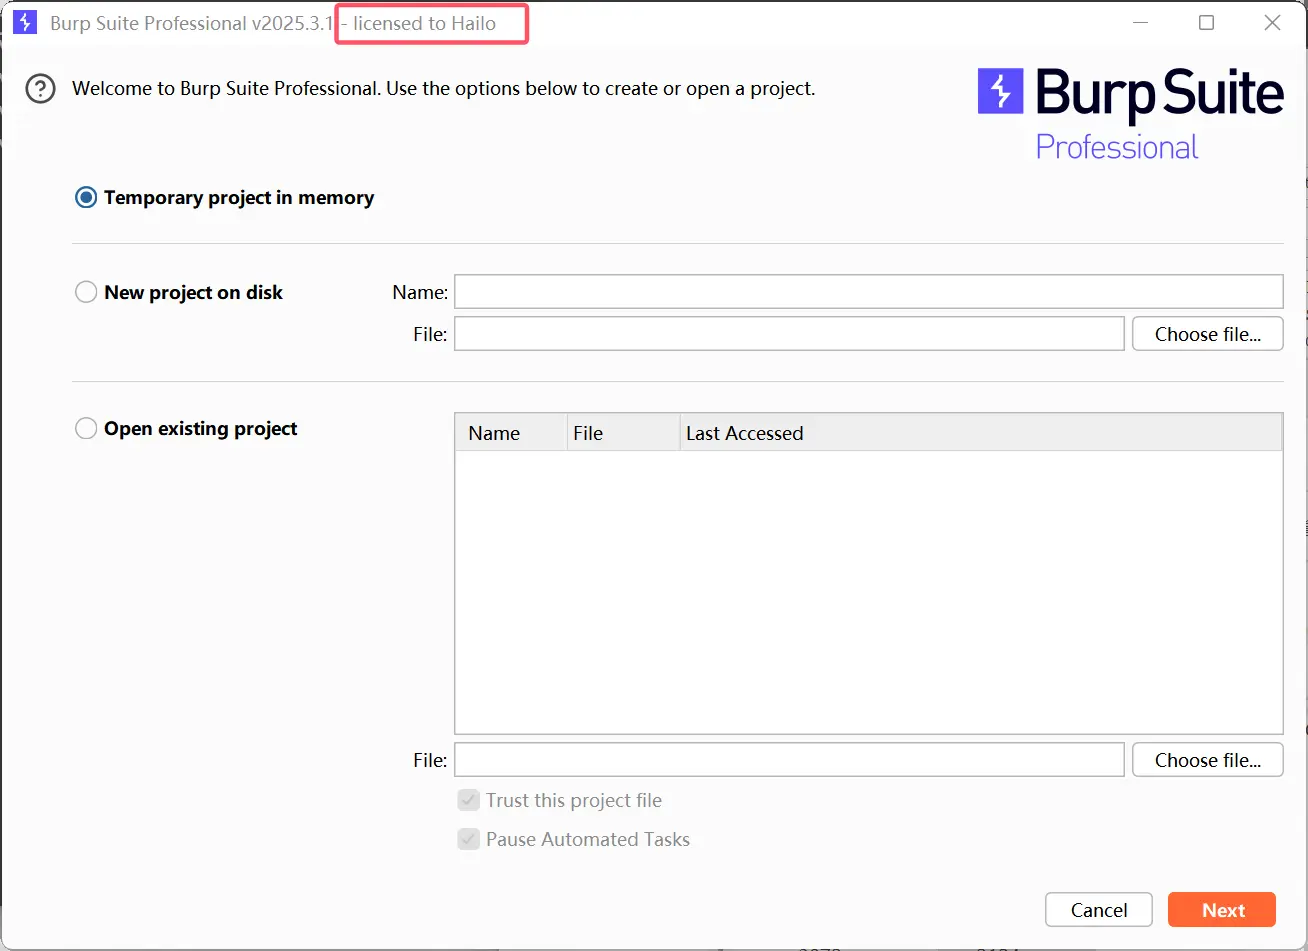 Burp Suite Professional v2025.3.1 - licensed to Hailo
Welcome to Burp Suite Professional. Use the options below to create or open a project.
Burp Suite
Professional
Temporary project in memory
New project on disk
Name:
File:
Choose file...
Open existing project
Name File Last Accessed
File:
Choose file...
Trust this project file
Pause Automated Tasks
Cancel
Next